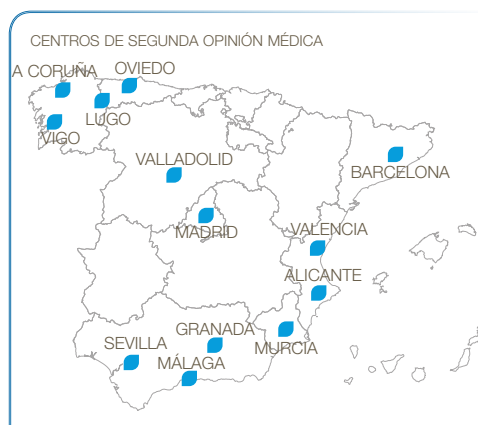 CENTROS DE SEGUNDA OPINIÓN MÉDICA
A CORUÑA
OVIEDO
LUGO
VIGO
VALLADOLID
BARCELONA
MADRID
VALENCIA
ALICANTE
GRANADA
SEVILLA
MURCIA
MÁLAGA